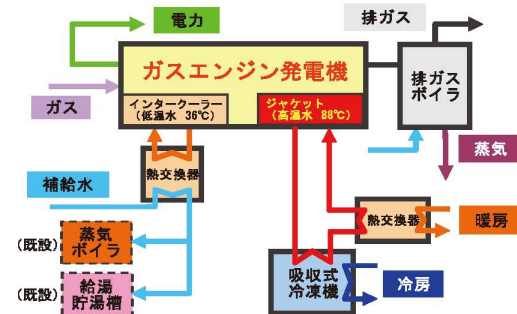 電力
排ガス
ガスエンジン発電機
排ガス
ボイラ
ガス
インタークーラー
(低温水 36℃)
ジャケット
(高温水 88℃)
蒸気
熱交換器
補給水
熱交換器
暖房
(既設)
蒸気
ボイラ
吸収式
冷凍機
冷房
(既設)
給湯
貯湯槽